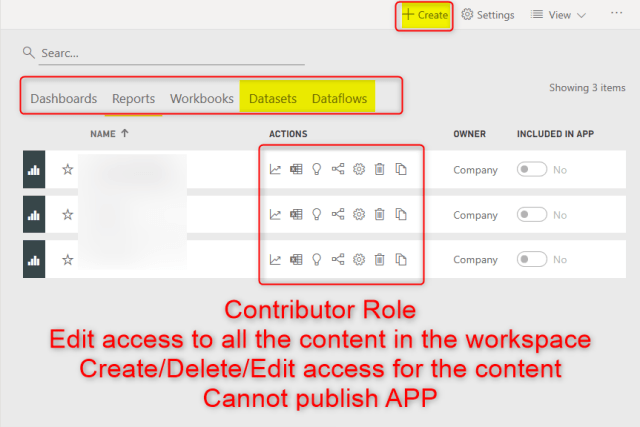 + Create Settings View ...
Searc...
Showing 3 items
Dashboards Reports Workbooks Datasets Dataflows
NAME ↑ ACTIONS OWNER INCLUDED IN APP
Company No
Company No
Company No
Contributor Role
Edit access to all the content in the workspace
Create/Delete/Edit access for the content
Cannot publish APP